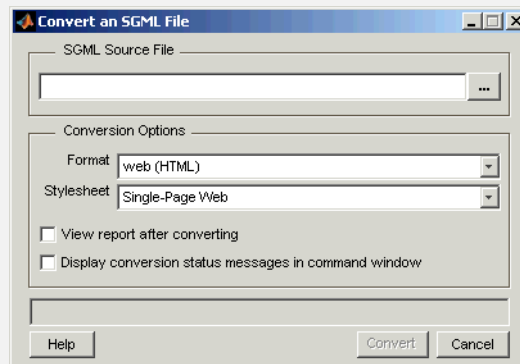 Convert an SGML File
SGML Source File
...
Conversion Options
Format web (HTML)
Stylesheet Single-Page Web
View report after converting
Display conversion status messages in command window
Help Convert Cancel